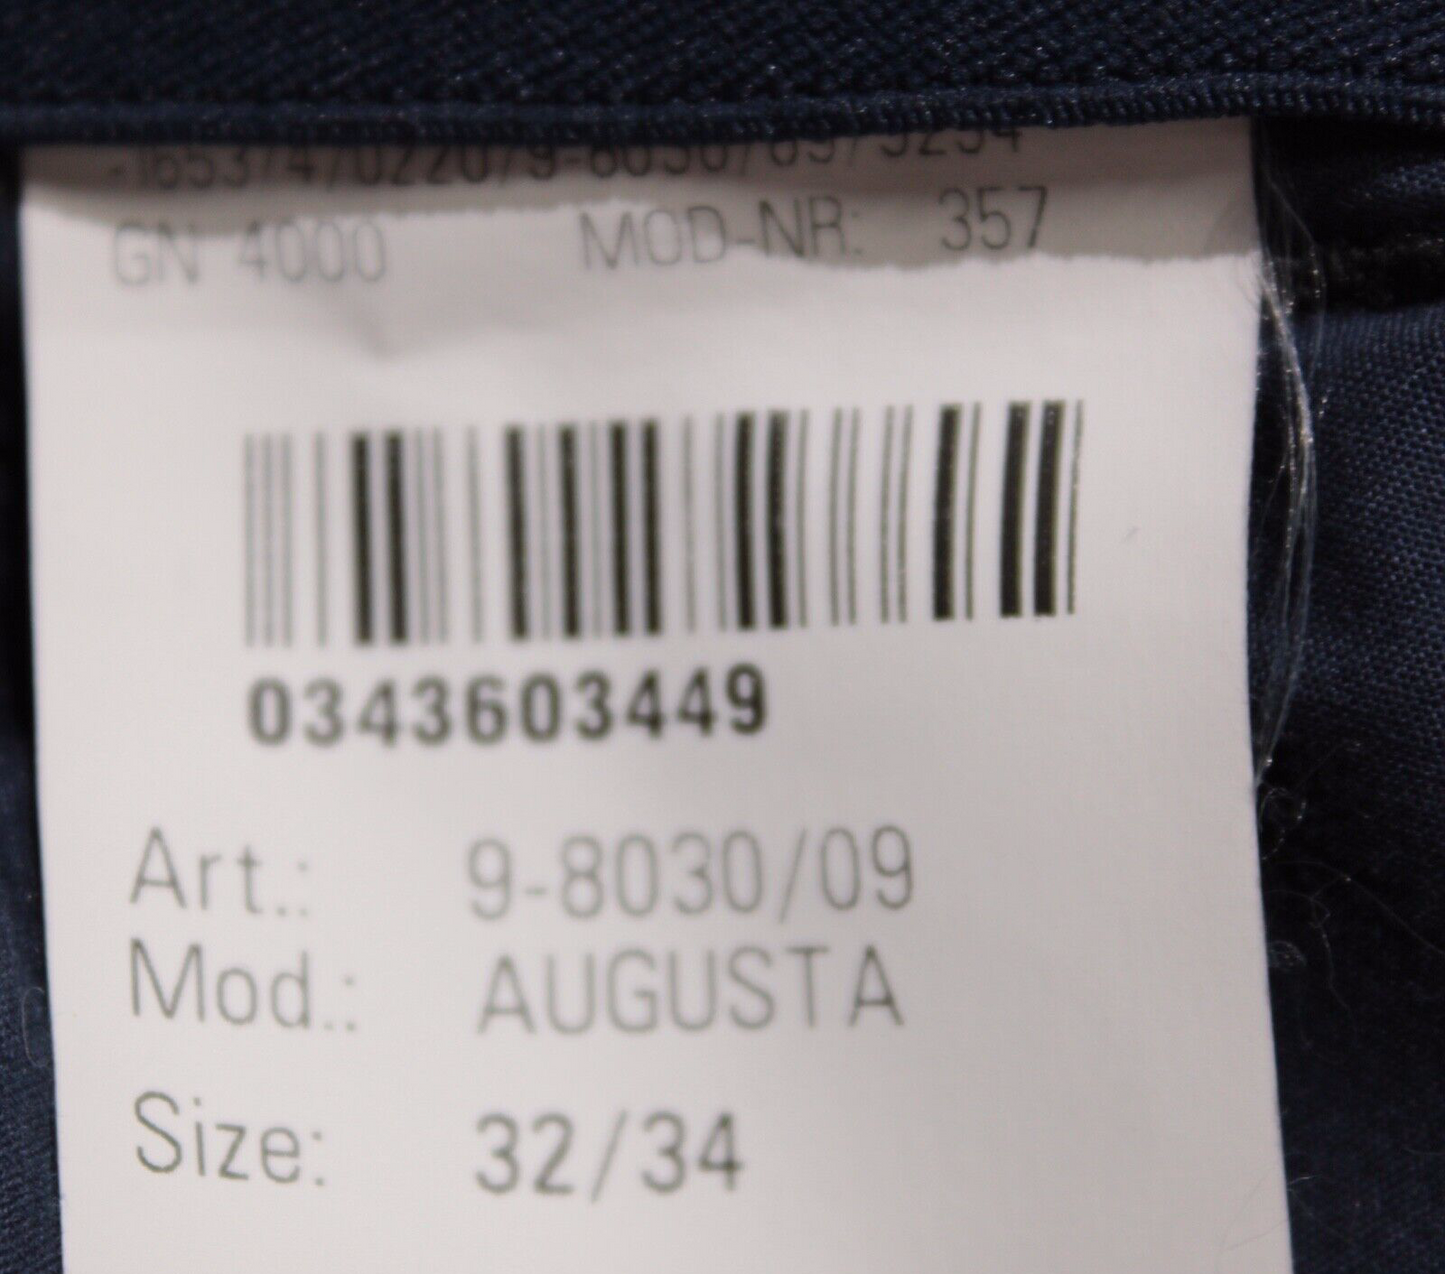 GN 4000 MOD-NR: 357
0343603449
Art.: 9-8030/09
Mod.: AUGUSTA
Size: 32/34